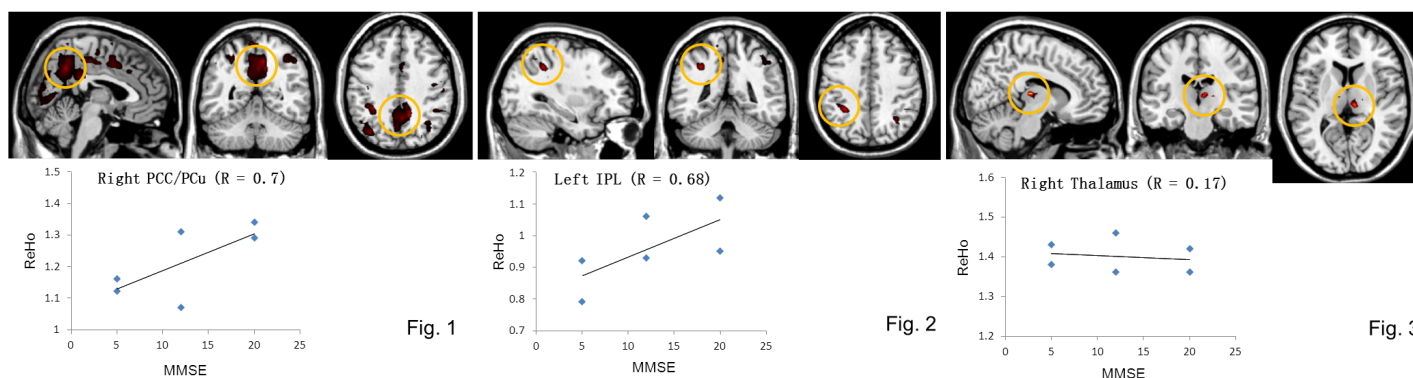 Right PCC/PCu (R = 0.7)
1.5
1.4
1.3
1.2
1.1
1
ReHo
0 5 10 15 20 25
MMSE
Fig. 1
Left IPL (R = 0.68)
1.2
1.1
1
0.9
0.8
0.7
ReHo
0 5 10 15 20 25
MMSE
Fig. 2
Right Thalamus (R = 0.17)
1.6
1.5
1.4
1.3
1.2
ReHo
0 5 10 15 20 25
MMSE
Fig. 3